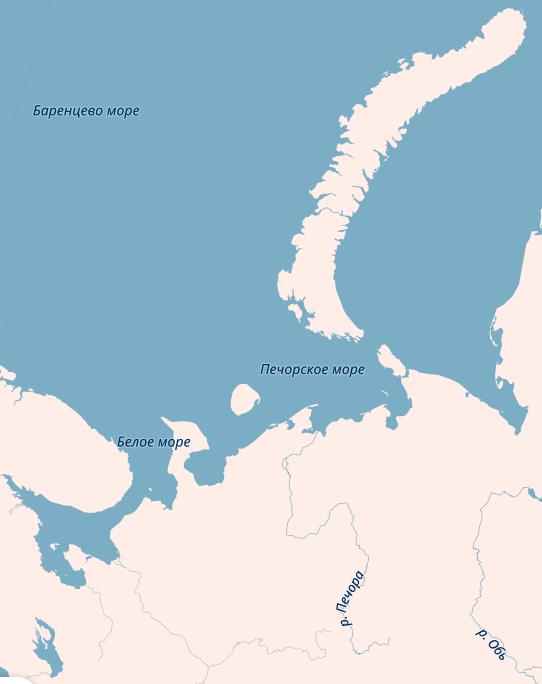 Баренцево море
Печорское море
Белое море
р. Печора
р. Обь